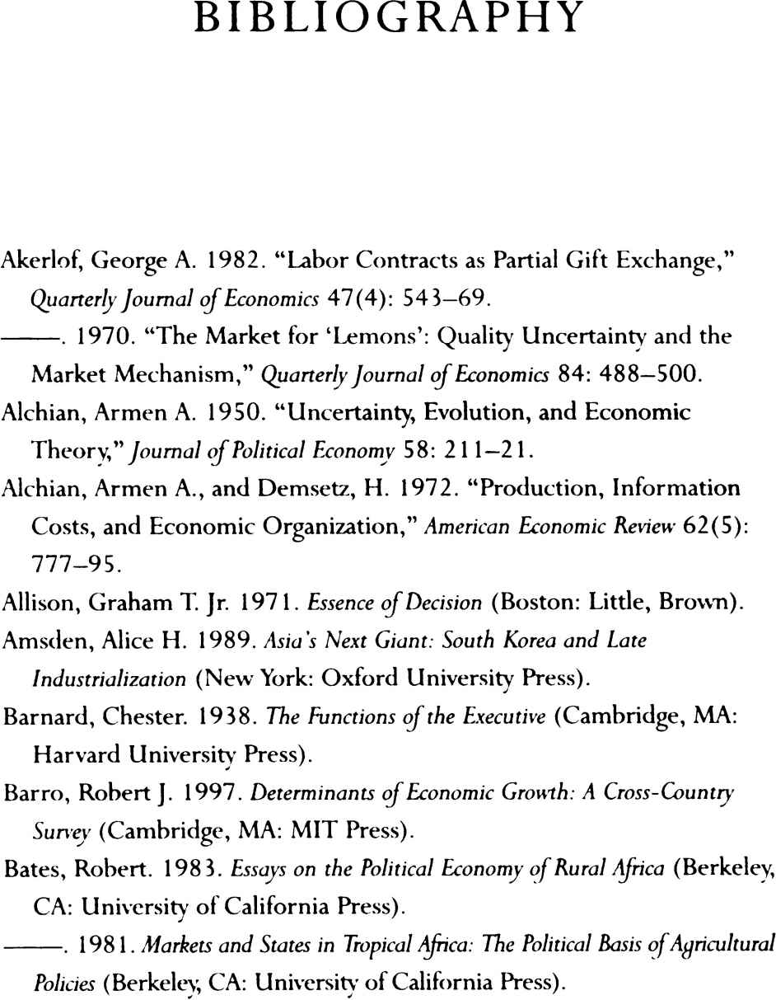 BIBLIOGRAPHY
Akerlof, George A. 1982. “Labor Contracts as Partial Gift Exchange,”
Quarterly Journal of Economics 47(4): 543–69.
———. 1970. “The Market for ‘Lemons’: Quality Uncertainty and the
Market Mechanism,” Quarterly Journal of Economics 84: 488–500.
Alchian, Armen A. 1950. “Uncertainty, Evolution, and Economic
Theory,” Journal of Political Economy 58: 211–21.
Alchian, Armen A., and Demsetz, H. 1972. “Production, Information
Costs, and Economic Organization,” American Economic Review 62(5):
777–95.
Allison, Graham T. Jr. 1971. Essence of Decision (Boston: Little, Brown).
Amsden, Alice H. 1989. Asia's Next Giant: South Korea and Late
Industrialization (New York: Oxford University Press).
Barnard, Chester. 1938. The Functions of the Executive (Cambridge, MA:
Harvard University Press).
Barro, Robert J. 1997. Determinants of Economic Growth: A Cross-Country
Survey (Cambridge, MA: MIT Press).
Bates, Robert. 1983. Essays on the Political Economy of Rural Africa (Berkeley,
CA: University of California Press).
———. 1981. Markets and States in Tropical Africa: The Political Basis of Agricultural
Policies (Berkeley, CA: University of California Press).